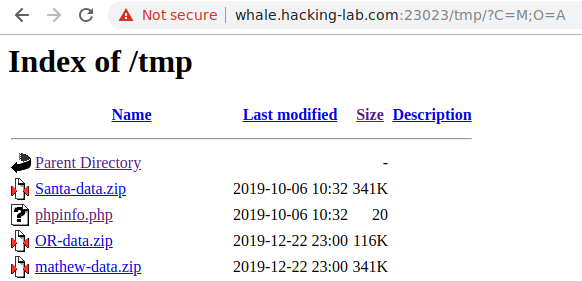 Not secure | whale.hacking-lab.com:23023/tmp/?C=M;O=A
Index of /tmp
Name Last modified Size Description
Parent Directory -
Santa-data.zip 2019-10-06 10:32 341K
phpinfo.php 2019-10-06 10:32 20
OR-data.zip 2019-12-22 23:00 116K
mathew-data.zip 2019-12-22 23:00 341K